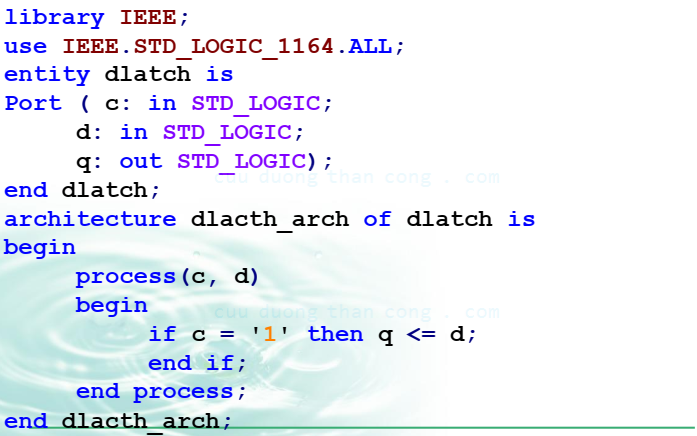 library IEEE;
use IEEE.STD_LOGIC_1164.ALL;
entity dlatch is
Port ( c: in STD_LOGIC;
d: in STD_LOGIC;
q: out STD_LOGIC);
cuu duong than cong . com
end dlatch;
architecture dlacth_arch of dlatch is
begin
process(c, d)
begin
cuu duong than cong . com
if c = '1' then q <= d;
end if;
end process;
end dlacth_arch;